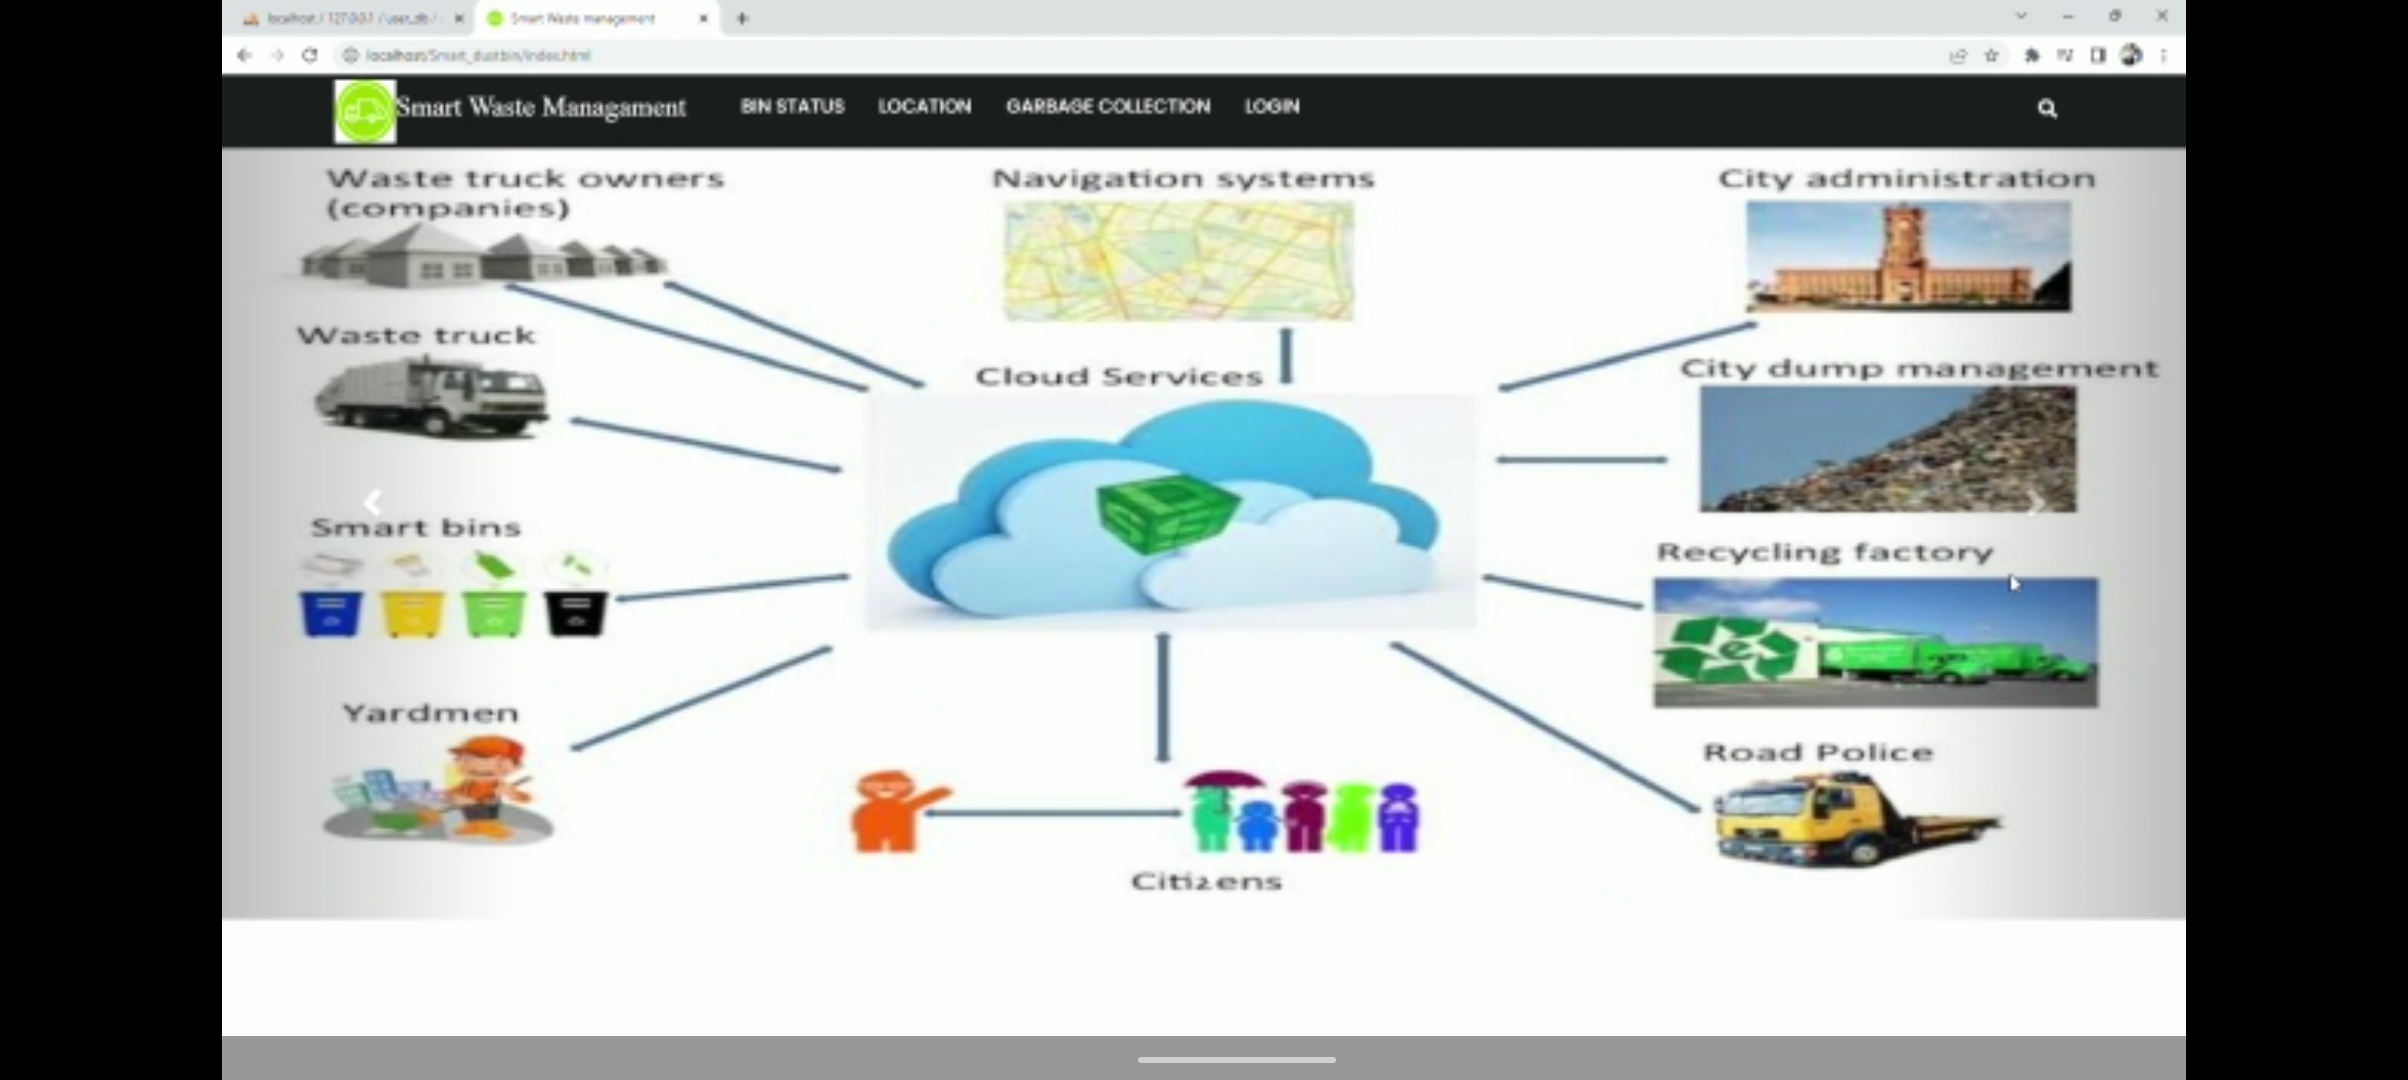 localhost / 127.0.0.1 / user_db /
Smart Waste management
localhost/Smart_dustbin/index.html
Smart Waste Managament
BIN STATUS
LOCATION
GARBAGE COLLECTION
LOGIN
Waste truck owners
(companies)
Navigation systems
City administration
Waste truck
Cloud Services
City dump management
Smart bins
Recycling factory
Yardmen
Road Police
Citizens